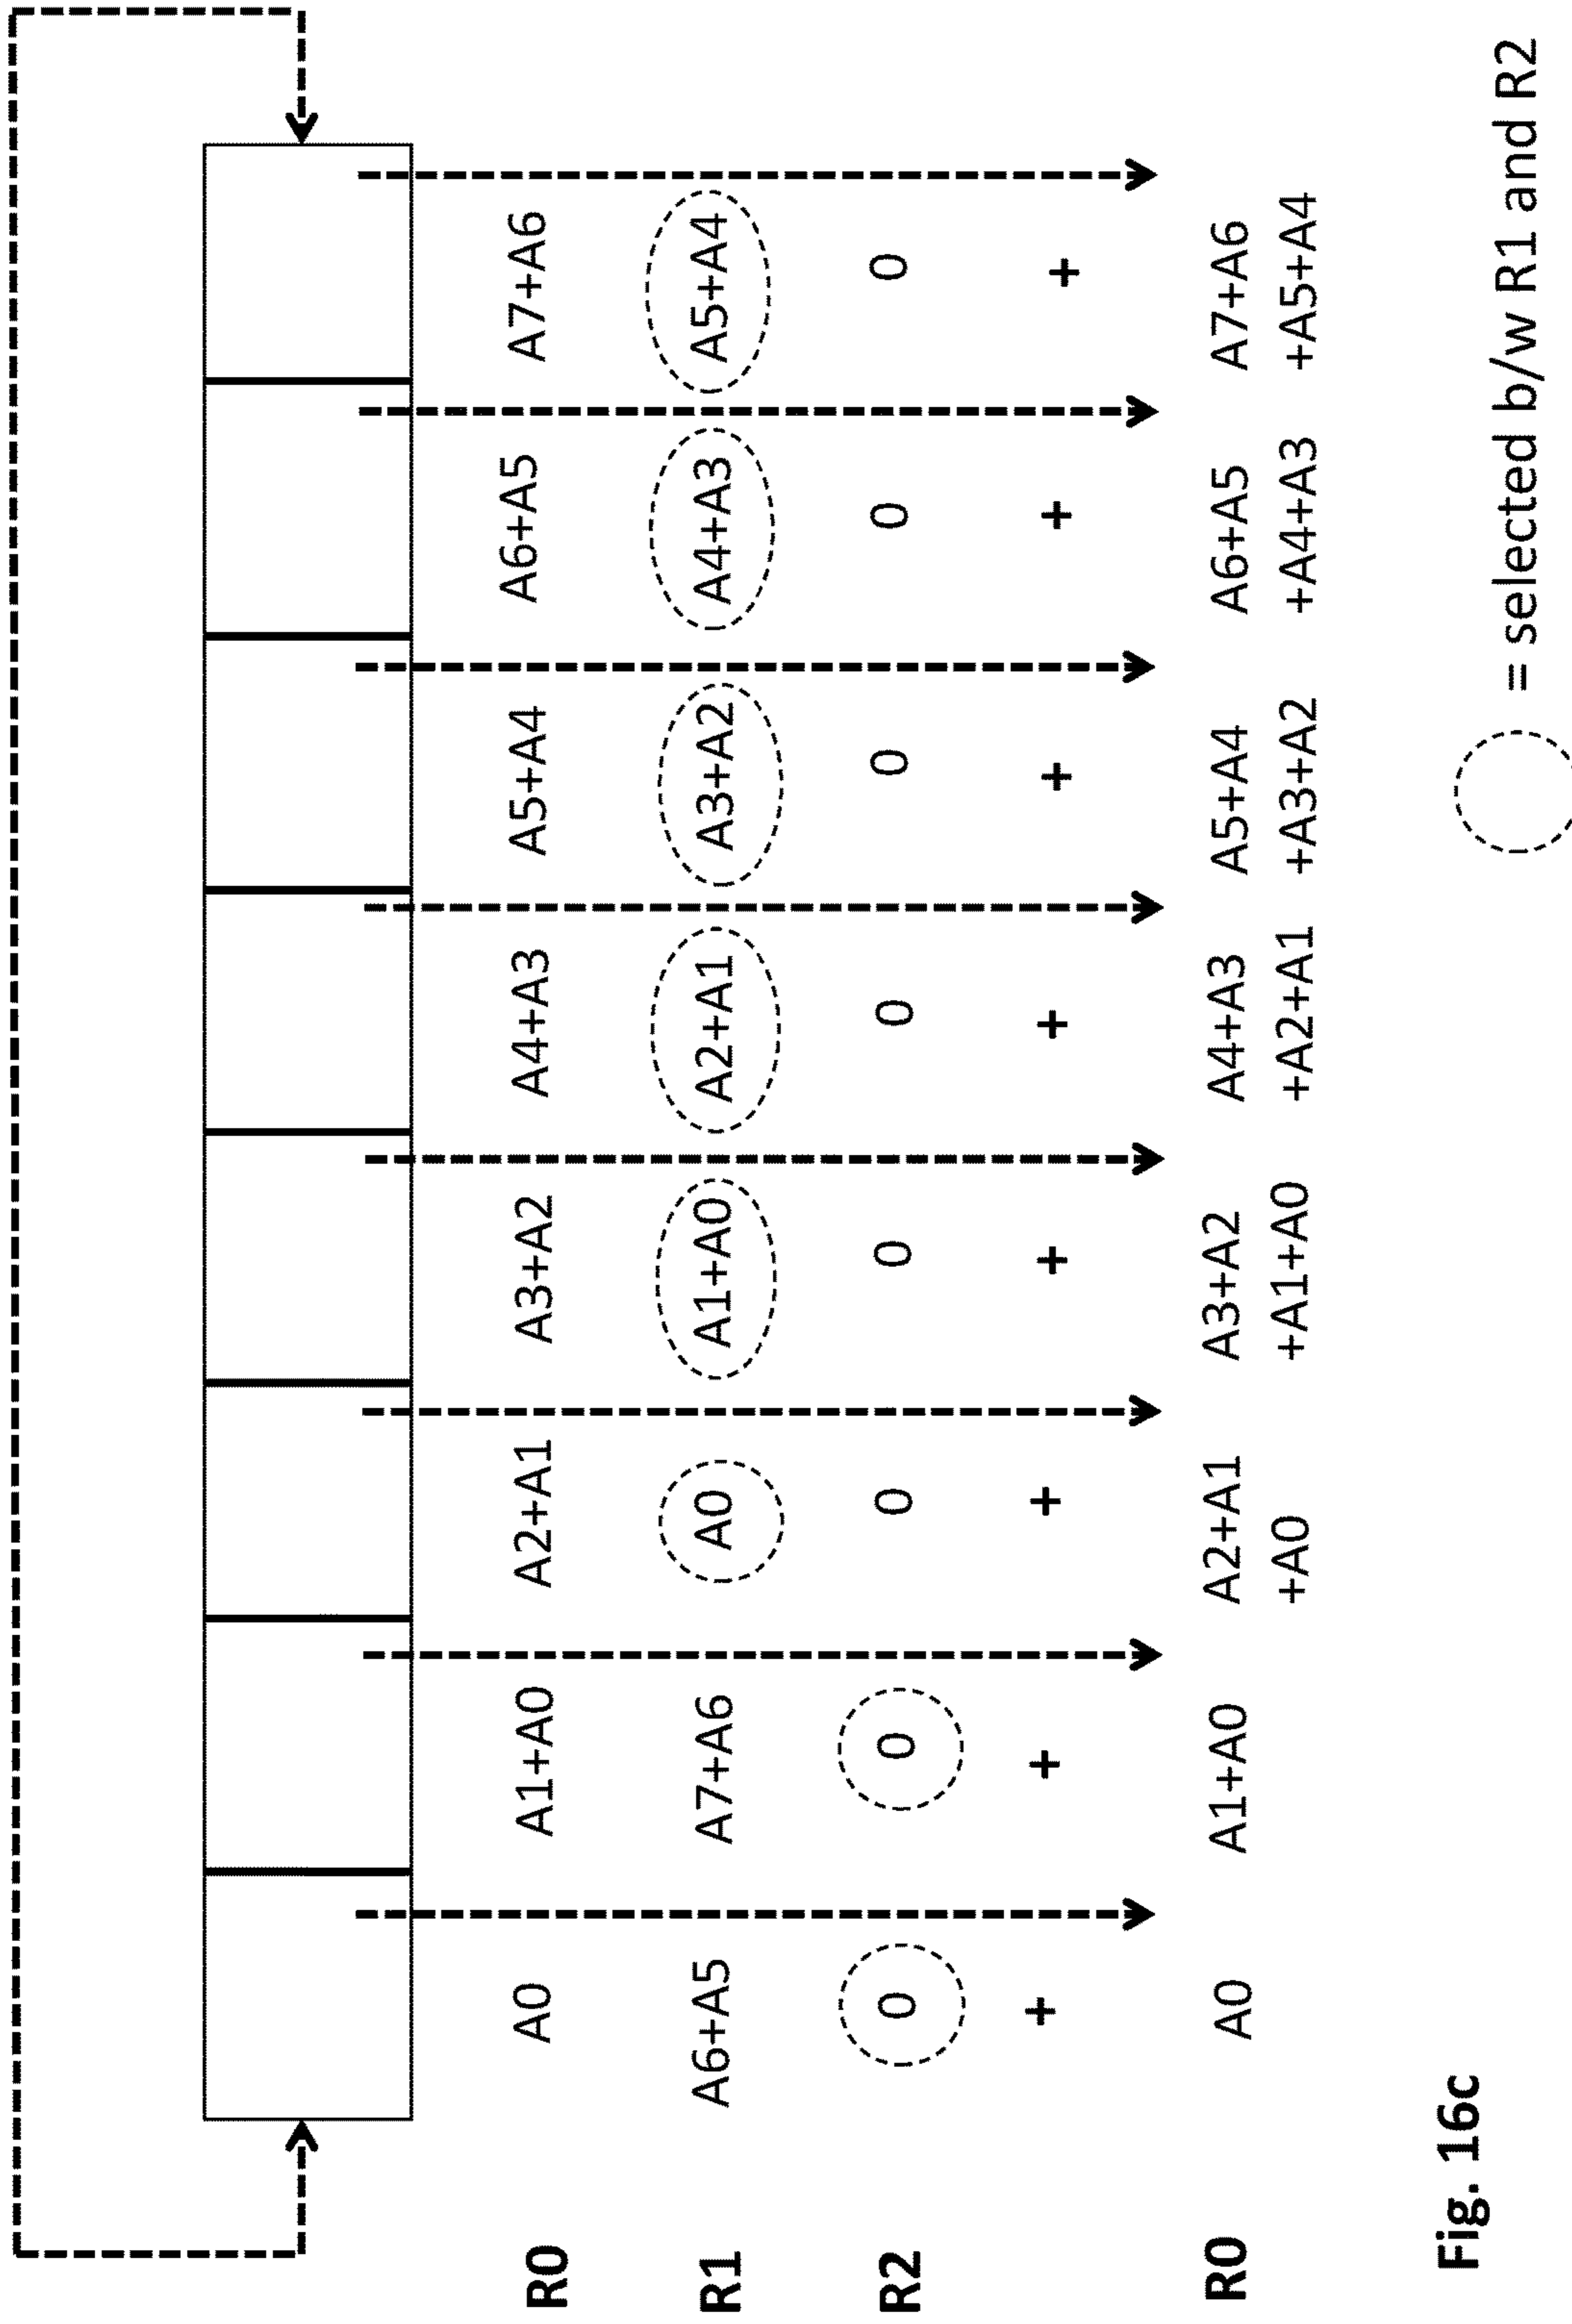 R0 A0 A1+A0 A2+A1 A3+A2 A4+A3 A5+A4 A6+A5 A7+A6
R1 A6+A5 A7+A6 A0 A1+A0 A2+A1 A3+A2 A4+A3 A5+A4
R2 0 0 0 0 0 0 0 0
+ + + + + + + +
R0 A0 A1+A0 A2+A1 A3+A2 A4+A3 A5+A4 A6+A5 A7+A6
+A0 +A1+A0 +A2+A1 +A3+A2 +A4+A3 +A5+A4
Fig. 16c
= selected b/w R1 and R2